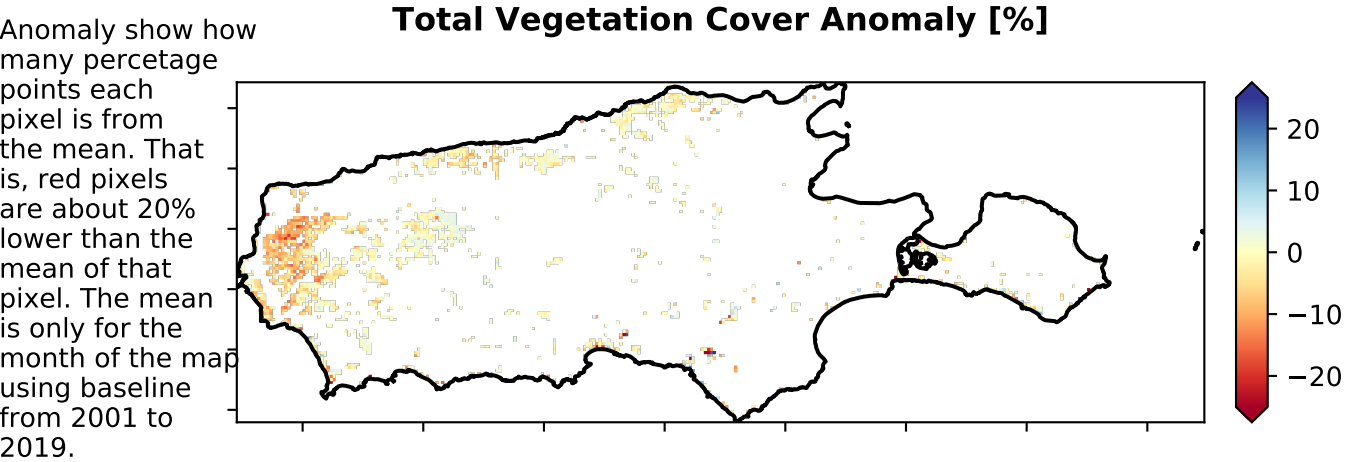 Total Vegetation Cover Anomaly [%]
Anomaly show how
many percetage
points each
pixel is from
the mean. That
is, red pixels
are about 20%
lower than the
mean of that
pixel. The mean
is only for the
month of the map
using baseline
from 2001 to
2019.
20
10
0
−10
−20